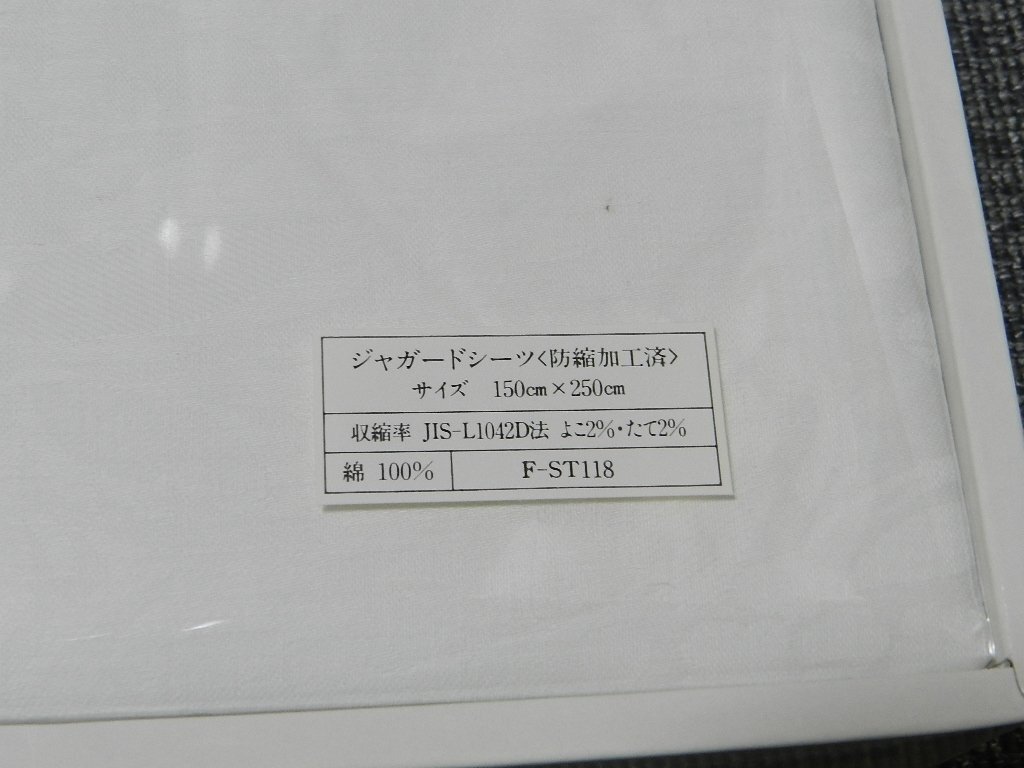 ジャガードシーツ〈防縮加工済〉
サイズ 150cm×250cm
収縮率 JIS-L1042D法 よこ2%・たて2%
綿 100% F-ST118